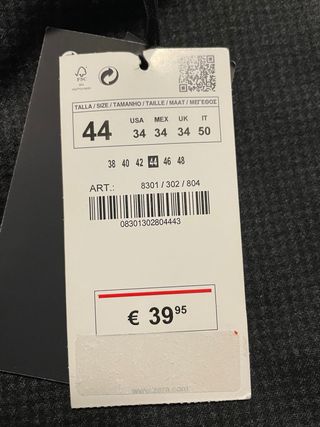 FSC
TALLA / SIZE / TAMANHO / TAILLE / MAAT / ΜΕΓΕΘΟΣ
44 USA 34 MEX 34 UK 34 IT 50
38 40 42 44 46 48
ART.: 8301 / 302 / 804
08301302804443
€ 39 95
www.zara.com